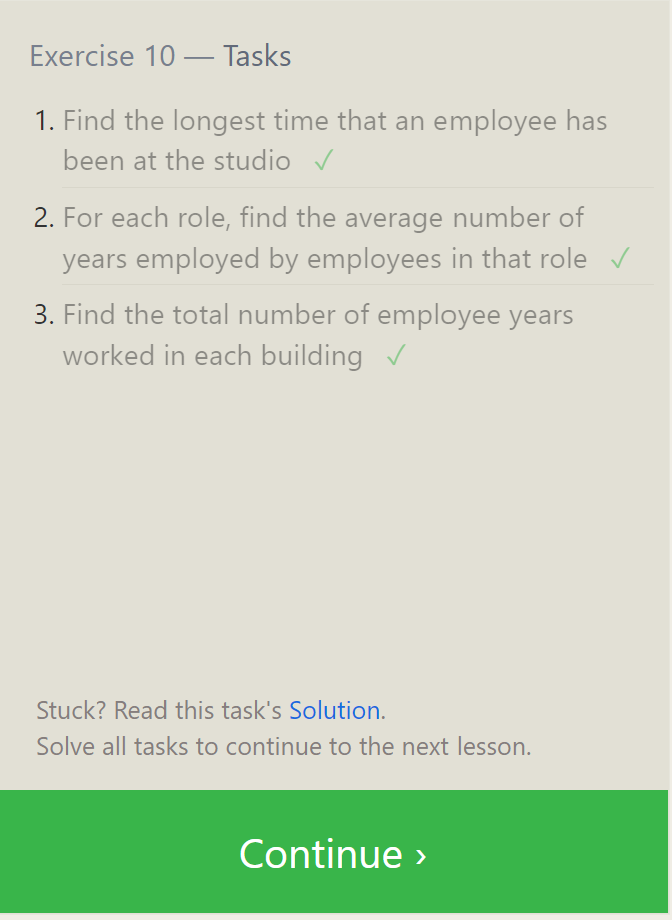 Exercise 10 — Tasks
1. Find the longest time that an employee has
been at the studio ✓
2. For each role, find the average number of
years employed by employees in that role ✓
3. Find the total number of employee years
worked in each building ✓
Stuck? Read this task's Solution.
Solve all tasks to continue to the next lesson.
Continue ›